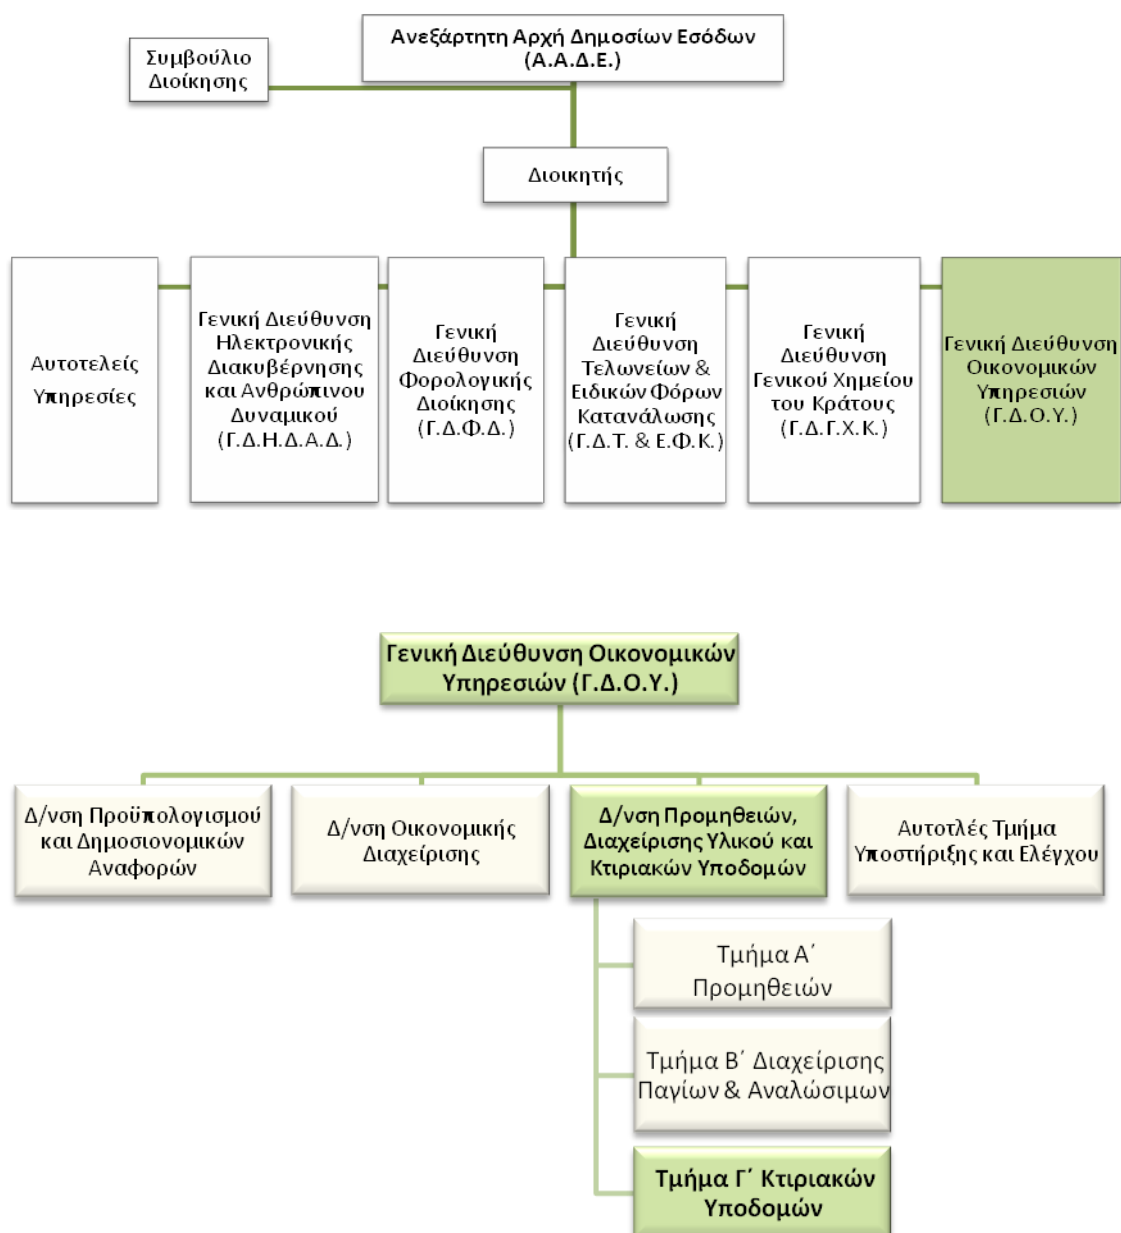 Ανεξάρτητη Αρχή Δημοσίων Εσόδων
(Α.Α.Δ.Ε.)
Συμβούλιο
Διοίκησης
Διοικητής
Αυτοτελείς
Υπηρεσίες
Γενική Διεύθυνση
Ηλεκτρονικής
Διακυβέρνησης
και Ανθρώπινου
Δυναμικού
(Γ.Δ.Η.Δ.Α.Δ.)
Γενική
Διεύθυνση
Φορολογικής
Διοίκησης
(Γ.Δ.Φ.Δ.)
Γενική
Διεύθυνση
Τελωνείων &
Ειδικών Φόρων
Κατανάλωσης
(Γ.Δ.Τ. & Ε.Φ.Κ.)
Γενική
Διεύθυνση
Γενικού Χημείου
του Κράτους
(Γ.Δ.Γ.Χ.Κ.)
Γενική Διεύθυνση
Οικονομικών
Υπηρεσιών
(Γ.Δ.Ο.Υ.)
Γενική Διεύθυνση Οικονομικών
Υπηρεσιών (Γ.Δ.Ο.Υ.)
Δ/νση Προϋπολογισμού
και Δημοσιονομικών
Αναφορών
Δ/νση Οικονομικής
Διαχείρισης
Δ/νση Προμηθειών,
Διαχείρισης Υλικού και
Κτιριακών Υποδομών
Αυτοτλές Τμήμα
Υποστήριξης και Ελέγχου
Τμήμα Α΄
Προμηθειών
Τμήμα Β΄ Διαχείρισης
Παγίων & Αναλώσιμων
Τμήμα Γ΄ Κτιριακών
Υποδομών